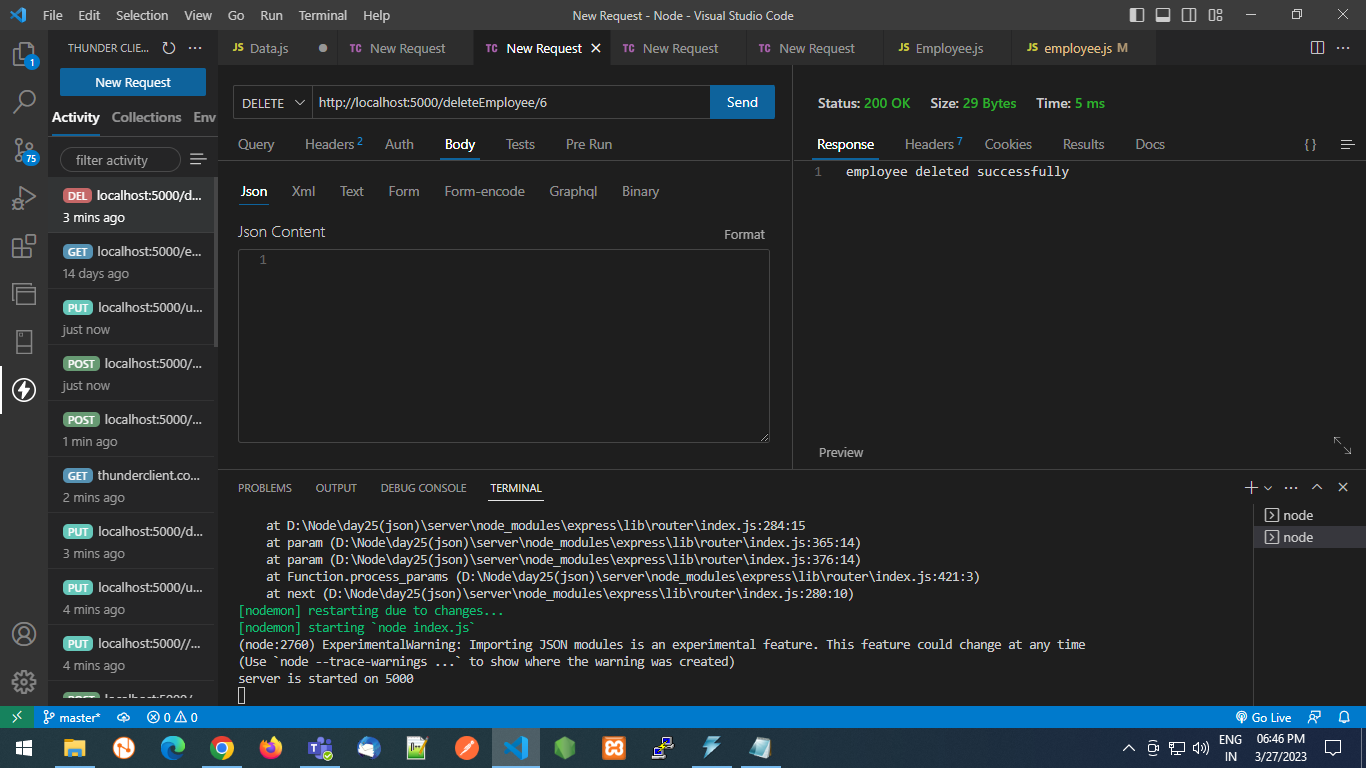 File Edit Selection View Go Run Terminal Help New Request - Node - Visual Studio Code
THUNDER CLIE... ...
JS Data.js TC New Request TC New Request TC New Request TC New Request JS Employee.js JS employee.js M ...
1
New Request
Activity Collections Env
filter activity
DEL localhost:5000/d...
3 mins ago
GET localhost:5000/e...
14 days ago
PUT localhost:5000/u...
just now
POST localhost:5000/...
just now
POST localhost:5000/...
1 min ago
GET thunderclient.co...
2 mins ago
PUT localhost:5000/d...
3 mins ago
PUT localhost:5000/u...
4 mins ago
PUT localhost:5000//...
4 mins ago
POST localhost:5000/...
75
DELETE http://localhost:5000/deleteEmployee/6 Send
Query Headers 2 Auth Body Tests Pre Run
Json Xml Text Form Form-encode Graphql Binary
Json Content Format
1
Status: 200 OK Size: 29 Bytes Time: 5 ms
Response Headers 7 Cookies Results Docs { }
1 employee deleted successfully
Preview
PROBLEMS OUTPUT DEBUG CONSOLE TERMINAL ...
at D:\Node\day25(json)\server\node_modules\express\lib\router\index.js:284:15
at param (D:\Node\day25(json)\server\node_modules\express\lib\router\index.js:365:14)
at param (D:\Node\day25(json)\server\node_modules\express\lib\router\index.js:376:14)
at Function.process_params (D:\Node\day25(json)\server\node_modules\express\lib\router\index.js:421:3)
at next (D:\Node\day25(json)\server\node_modules\express\lib\router\index.js:280:10)
[nodemon] restarting due to changes...
[nodemon] starting `node index.js`
(node:2760) ExperimentalWarning: Importing JSON modules is an experimental feature. This feature could change at any time
(Use `node --trace-warnings ...` to show where the warning was created)
server is started on 5000
node
node
master* 0 0 Go Live
ENG
IN
06:46 PM
3/27/2023